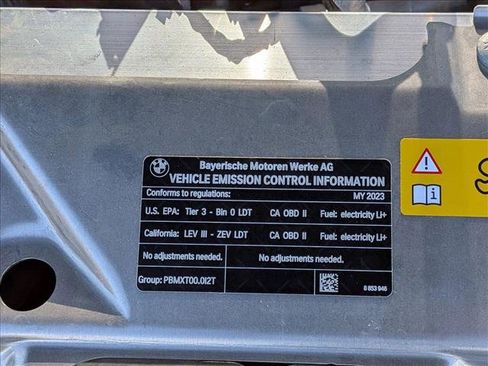 Bayerische Motoren Werke AG
VEHICLE EMISSION CONTROL INFORMATION
Conforms to regulations: MY 2023
U.S. EPA: Tier 3 - Bin 0 LDT CA OBD II Fuel: electricity Li+
California: LEV III - ZEV LDT CA OBD II Fuel: electricity Li+
No adjustments needed. No adjustments needed.
Group: PBMXT00.0I2T
8 853 946